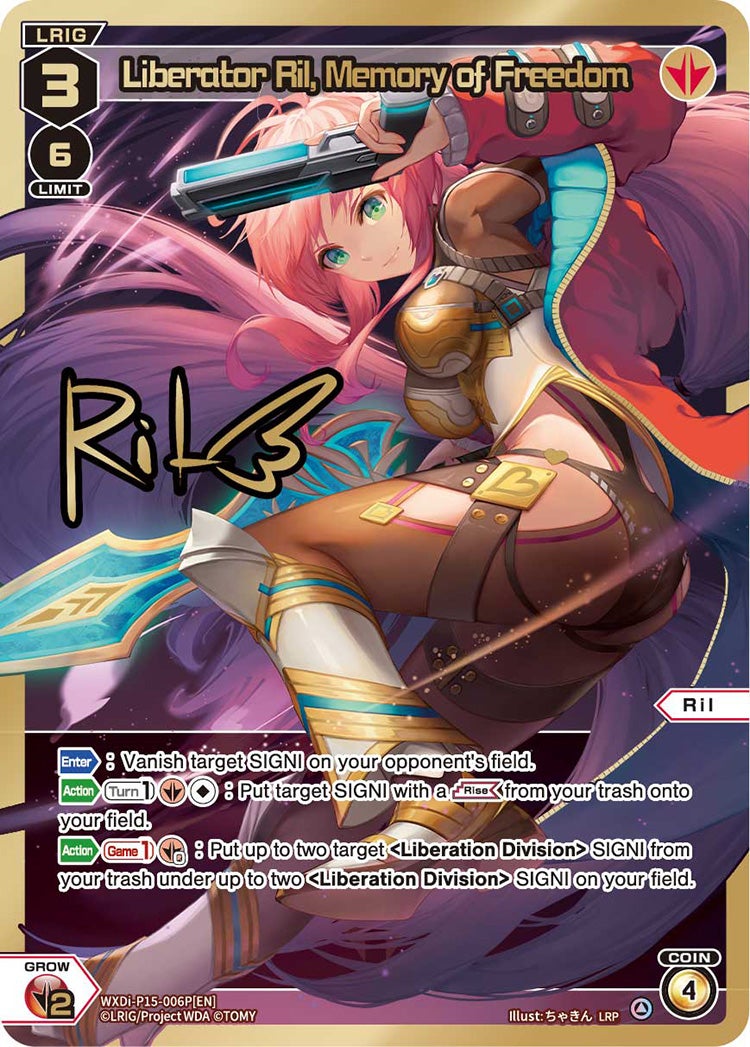 LRIG
3
Liberator Ril, Memory of Freedom
6
LIMIT
Ril
Ril
Enter : Vanish target SIGNI on your opponent's field.
Action Turn 1 : Put target SIGNI with a Rise from your trash onto
your field.
Action Game 1 0 : Put up to two target <Liberation Division> SIGNI from
your trash under up to two <Liberation Division> SIGNI on your field.
GROW
2
COIN
4
WXDi-P15-006P[EN]
©LRIG/Project WDA ©TOMY
Illust:ちゃきん LRP